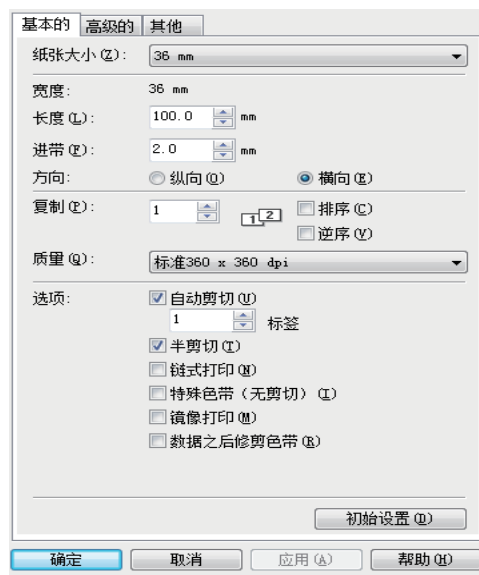 基本的 高级的 其他
纸张大小(Z): 36 mm
宽度: 36 mm
长度(L): 100.0 mm
进带(F): 2.0 mm
方向: 纵向(O) 横向(E)
复制(P): 1 1 2 排序(C)
逆序(V)
质量(Q): 标准360 x 360 dpi
选项: 自动剪切(U)
1 标签
半剪切(T)
链式打印(N)
特殊色带（无剪切）(I)
镜像打印(M)
数据之后修剪色带(R)
初始设置(D)
确定 取消 应用(A) 帮助(H)